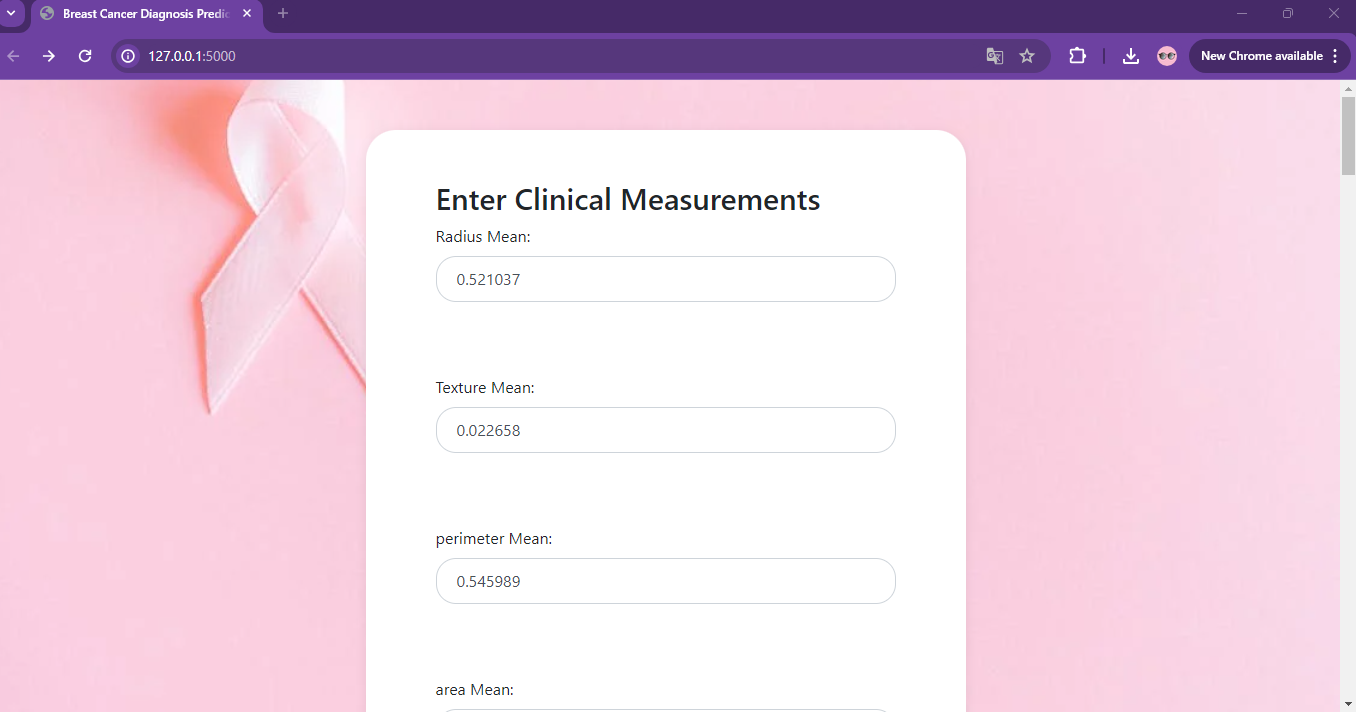 Breast Cancer Diagnosis Predic
127.0.0.1:5000
New Chrome available
Enter Clinical Measurements
Radius Mean:
0.521037
Texture Mean:
0.022658
perimeter Mean:
0.545989
area Mean: